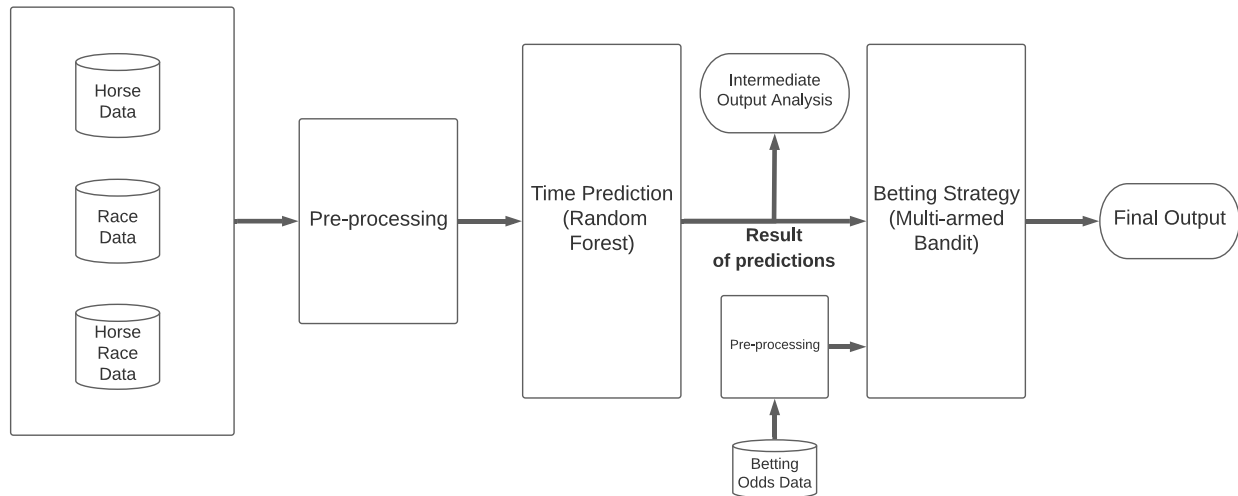 Horse
Data
Race
Data
Horse
Race
Data
Pre-processing
Time Prediction
(Random
Forest)
Intermediate
Output Analysis
Result
of predictions
Pre-processing
Betting
Odds Data
Betting Strategy
(Multi-armed
Bandit)
Final Output